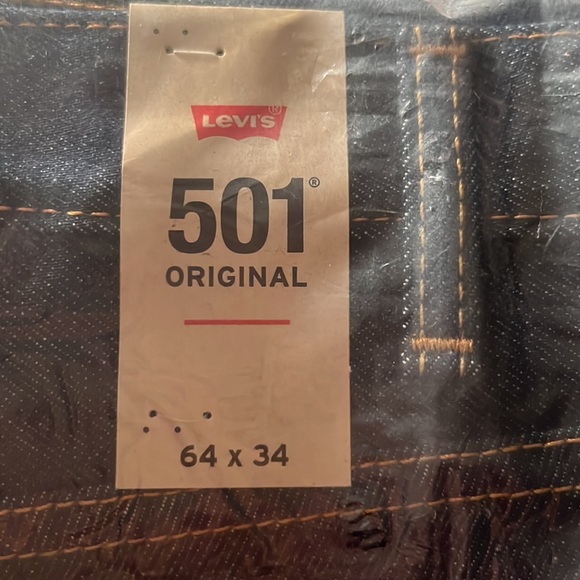 Levi's®
501®
ORIGINAL
64 x 34